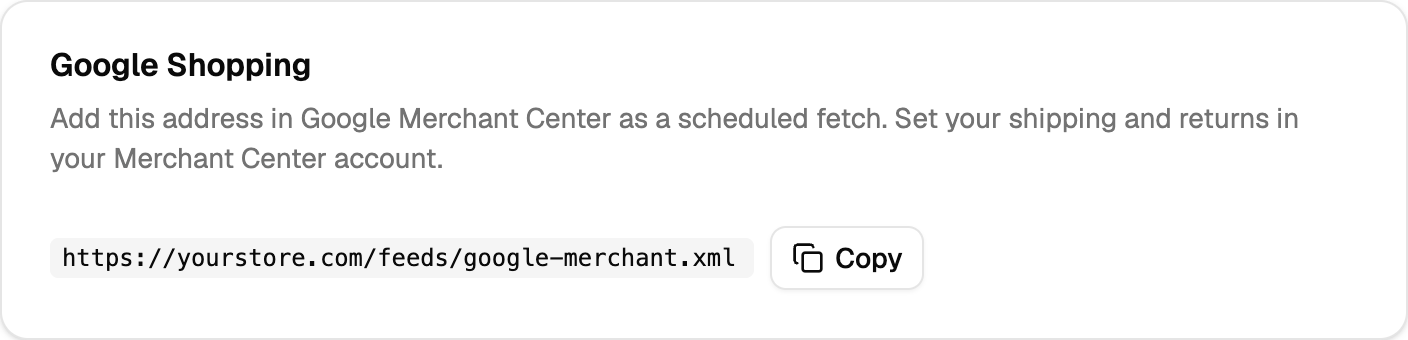 Google Shopping
Add this address in Google Merchant Center as a scheduled fetch. Set your shipping and returns in
your Merchant Center account.
https://yourstore.com/feeds/google-merchant.xml Copy